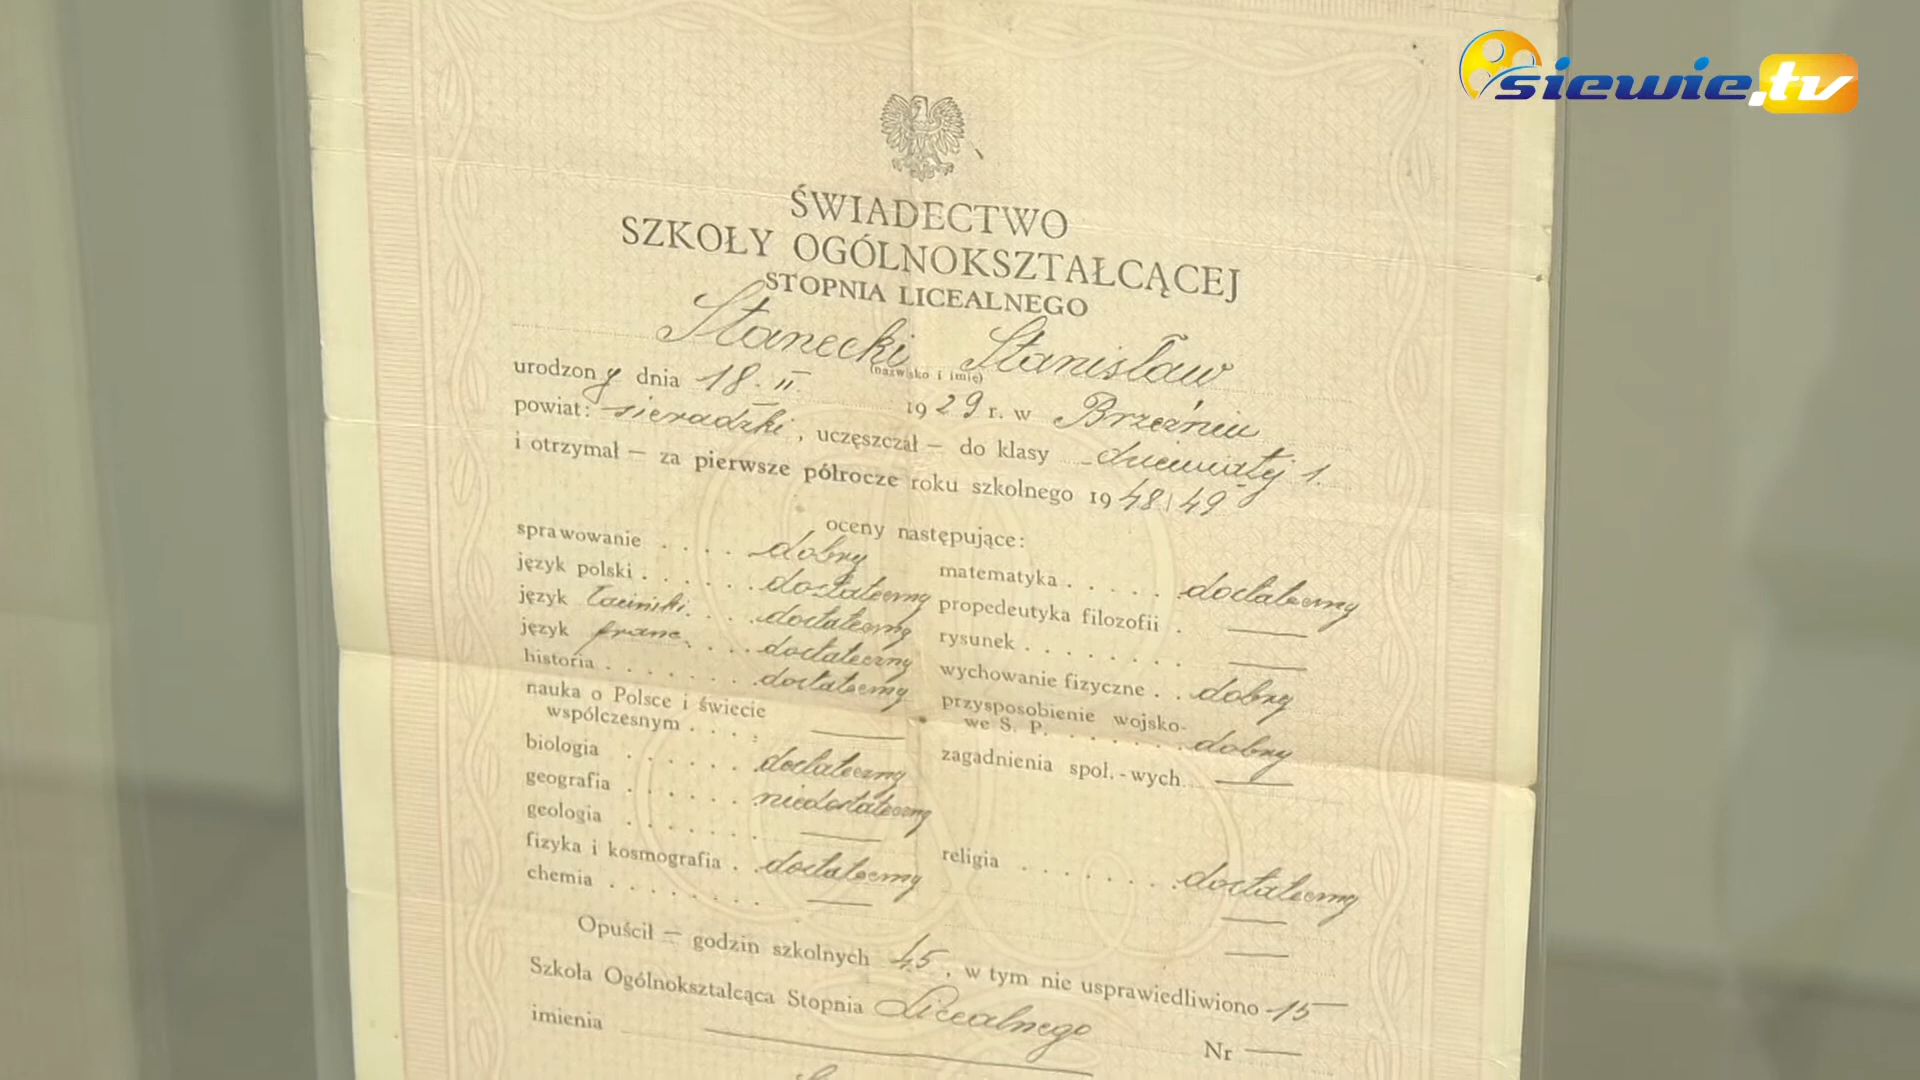 siewie.tv
ŚWIADECTWO
SZKOŁY OGÓLNOKSZTAŁCĄCEJ
STOPNIA LICEALNEGO
Stanecki Stanisław
(nazwisko i imię)
urodzony dnia 18. II. 1929 r. w Brzeźniu
powiat: sieradzki, uczęszczał — do klasy dziewiątej 1.
i otrzymał — za pierwsze półrocze roku szkolnego 1948/49
oceny następujące:
sprawowanie . . . . dobry
język polski . . . . . . dostateczny
język łaciński . . . . dostateczny
język franc. . . . dostateczny
historia . . . . . . . dostateczny
nauka o Polsce i świecie
współczesnym . . . . —
biologia . . . . . . dostateczny
geografia . . . . . . niedostateczny
geologia . . . . . . —
fizyka i kosmografia . . dostateczny
chemia . . . . . . . —
matematyka . . . . . dostateczny
propedeutyka filozofii . —
rysunek . . . . . . . . —
wychowanie fizyczne . . dobry
przysposobienie wojsko-
we S. P. . . . . . . dobry
zagadnienia społ.-wych. —
religia . . . . . . . . dostateczny
Opuścił — godzin szkolnych 45, w tym nie usprawiedliwiono 15
Szkoła Ogólnokształcąca Stopnia Licealnego
imienia — Nr —